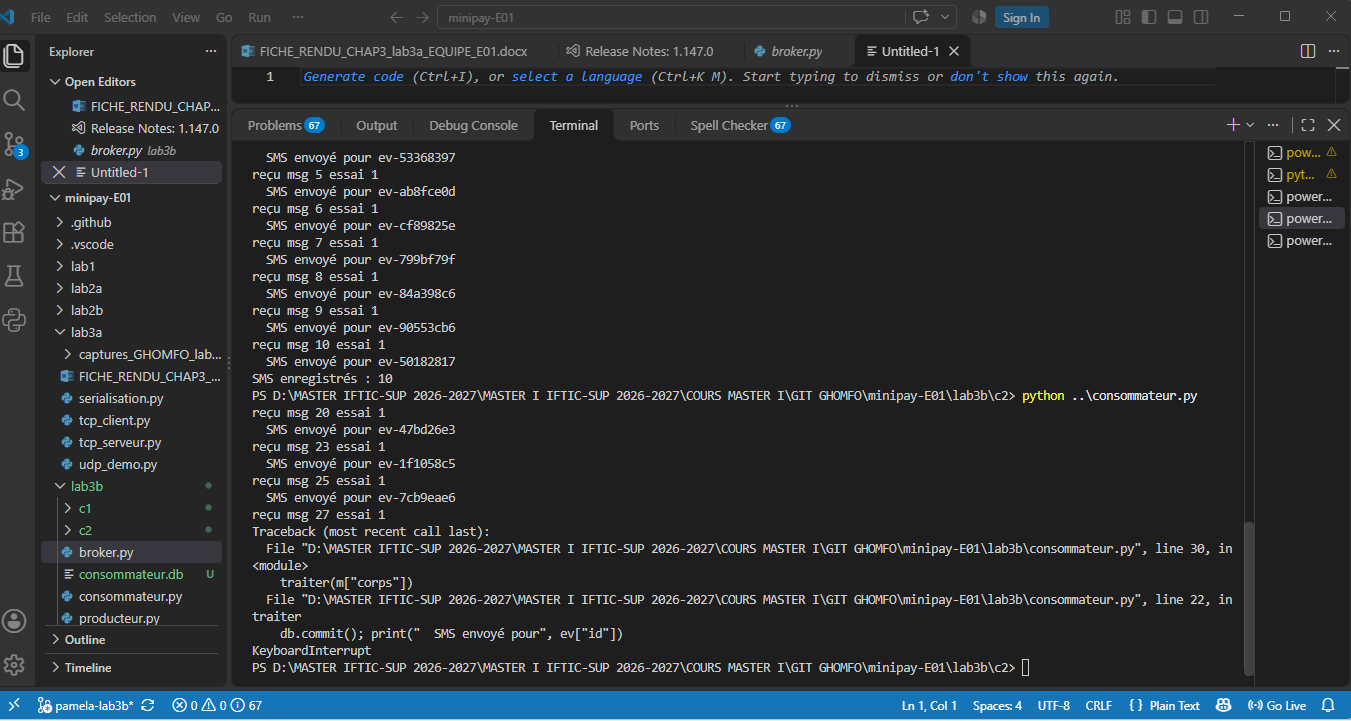 File Edit Selection View Go Run ··· minipay-E01 Sign In
Explorer ···
FICHE_RENDU_CHAP3_lab3a_EQUIPE_E01.docx Release Notes: 1.147.0 broker.py Untitled-1
1 Generate code (Ctrl+I), or select a language (Ctrl+K M). Start typing to dismiss or don't show this again.
Open Editors
FICHE_RENDU_CHAP...
Release Notes: 1.147.0
broker.py lab3b
Untitled-1
minipay-E01
.github
.vscode
lab1
lab2a
lab2b
lab3a
captures_GHOMFO_lab...
FICHE_RENDU_CHAP3_...
serialisation.py
tcp_client.py
tcp_serveur.py
udp_demo.py
lab3b
c1
c2
broker.py
consommateur.db U
consommateur.py
producteur.py
Outline
Timeline
Problems 67 Output Debug Console Terminal Ports Spell Checker 67
SMS envoyé pour ev-53368397
reçu msg 5 essai 1
SMS envoyé pour ev-ab8fce0d
reçu msg 6 essai 1
SMS envoyé pour ev-cf89825e
reçu msg 7 essai 1
SMS envoyé pour ev-799bf79f
reçu msg 8 essai 1
SMS envoyé pour ev-84a398c6
reçu msg 9 essai 1
SMS envoyé pour ev-90553cb6
reçu msg 10 essai 1
SMS envoyé pour ev-50182817
SMS enregistrés : 10
PS D:\MASTER IFTIC-SUP 2026-2027\MASTER I IFTIC-SUP 2026-2027\COURS MASTER I\GIT GHOMFO\minipay-E01\lab3b\c2> python ..\consommateur.py
reçu msg 20 essai 1
SMS envoyé pour ev-47bd26e3
reçu msg 23 essai 1
SMS envoyé pour ev-1f1058c5
reçu msg 25 essai 1
SMS envoyé pour ev-7cb9eae6
reçu msg 27 essai 1
Traceback (most recent call last):
File "D:\MASTER IFTIC-SUP 2026-2027\MASTER I IFTIC-SUP 2026-2027\COURS MASTER I\GIT GHOMFO\minipay-E01\lab3b\consommateur.py", line 30, in
<module>
traiter(m["corps"])
File "D:\MASTER IFTIC-SUP 2026-2027\MASTER I IFTIC-SUP 2026-2027\COURS MASTER I\GIT GHOMFO\minipay-E01\lab3b\consommateur.py", line 22, in
traiter
db.commit(); print("  SMS envoyé pour", ev["id"])
KeyboardInterrupt
PS D:\MASTER IFTIC-SUP 2026-2027\MASTER I IFTIC-SUP 2026-2027\COURS MASTER I\GIT GHOMFO\minipay-E01\lab3b\c2>
pow...
pyt...
power...
power...
power...
3
pamela-lab3b* 0 0 67 Ln 1, Col 1 Spaces: 4 UTF-8 CRLF { } Plain Text Go Live